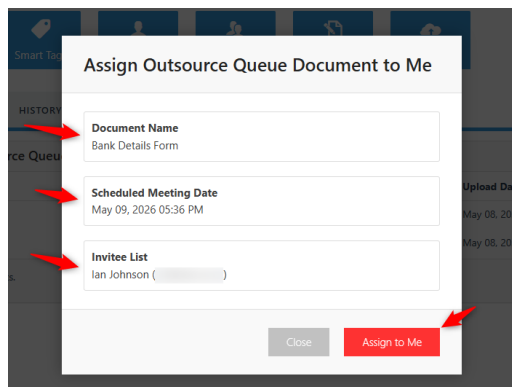 Smart Tag
Assign Outsource Queue Document to Me
HISTORY
Document Name
Bank Details Form
rce Queu
Upload Da
Scheduled Meeting Date
May 09, 2026 05:36 PM
May 08, 20
May 08, 20
Invitee List
Ian Johnson ( )
s.
Close
Assign to Me